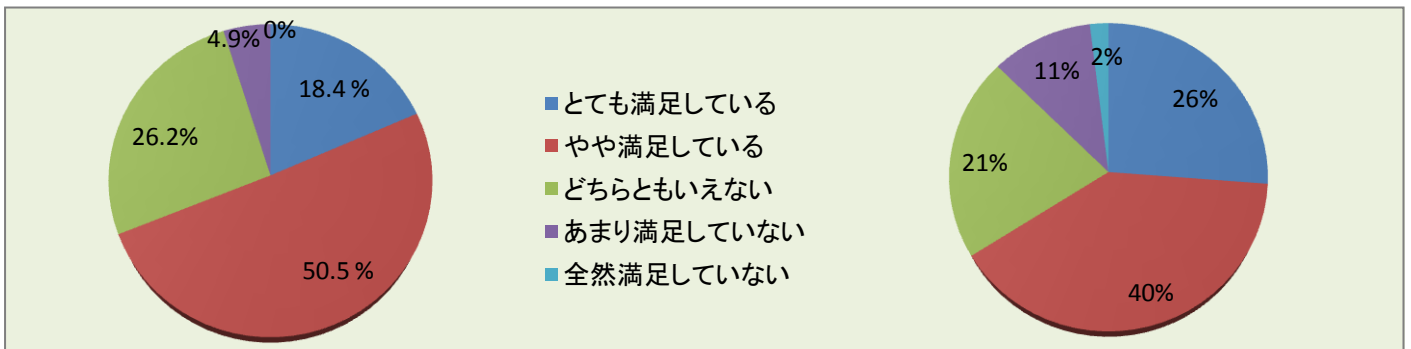 4.9%
0%
18.4 %
26.2%
50.5 %
とても満足している
やや満足している
どちらともいえない
あまり満足していない
全然満足していない
2%
11%
26%
21%
40%